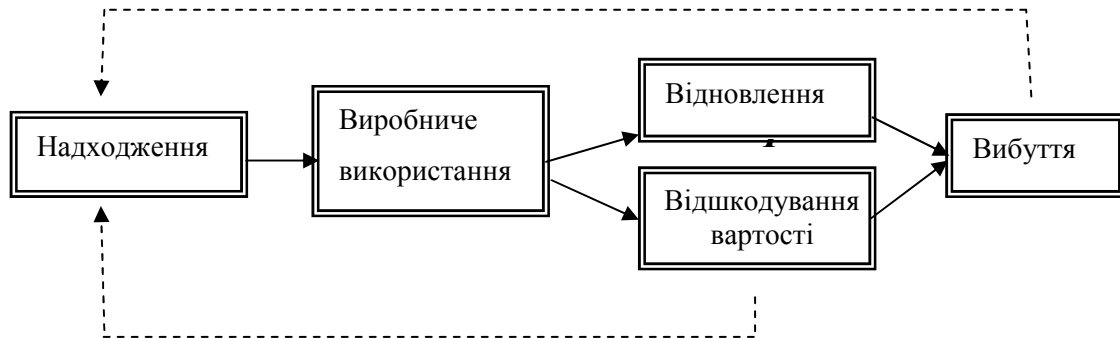 Надходження
Виробниче
використання
Відновлення
Відшкодування
вартості
Вибуття